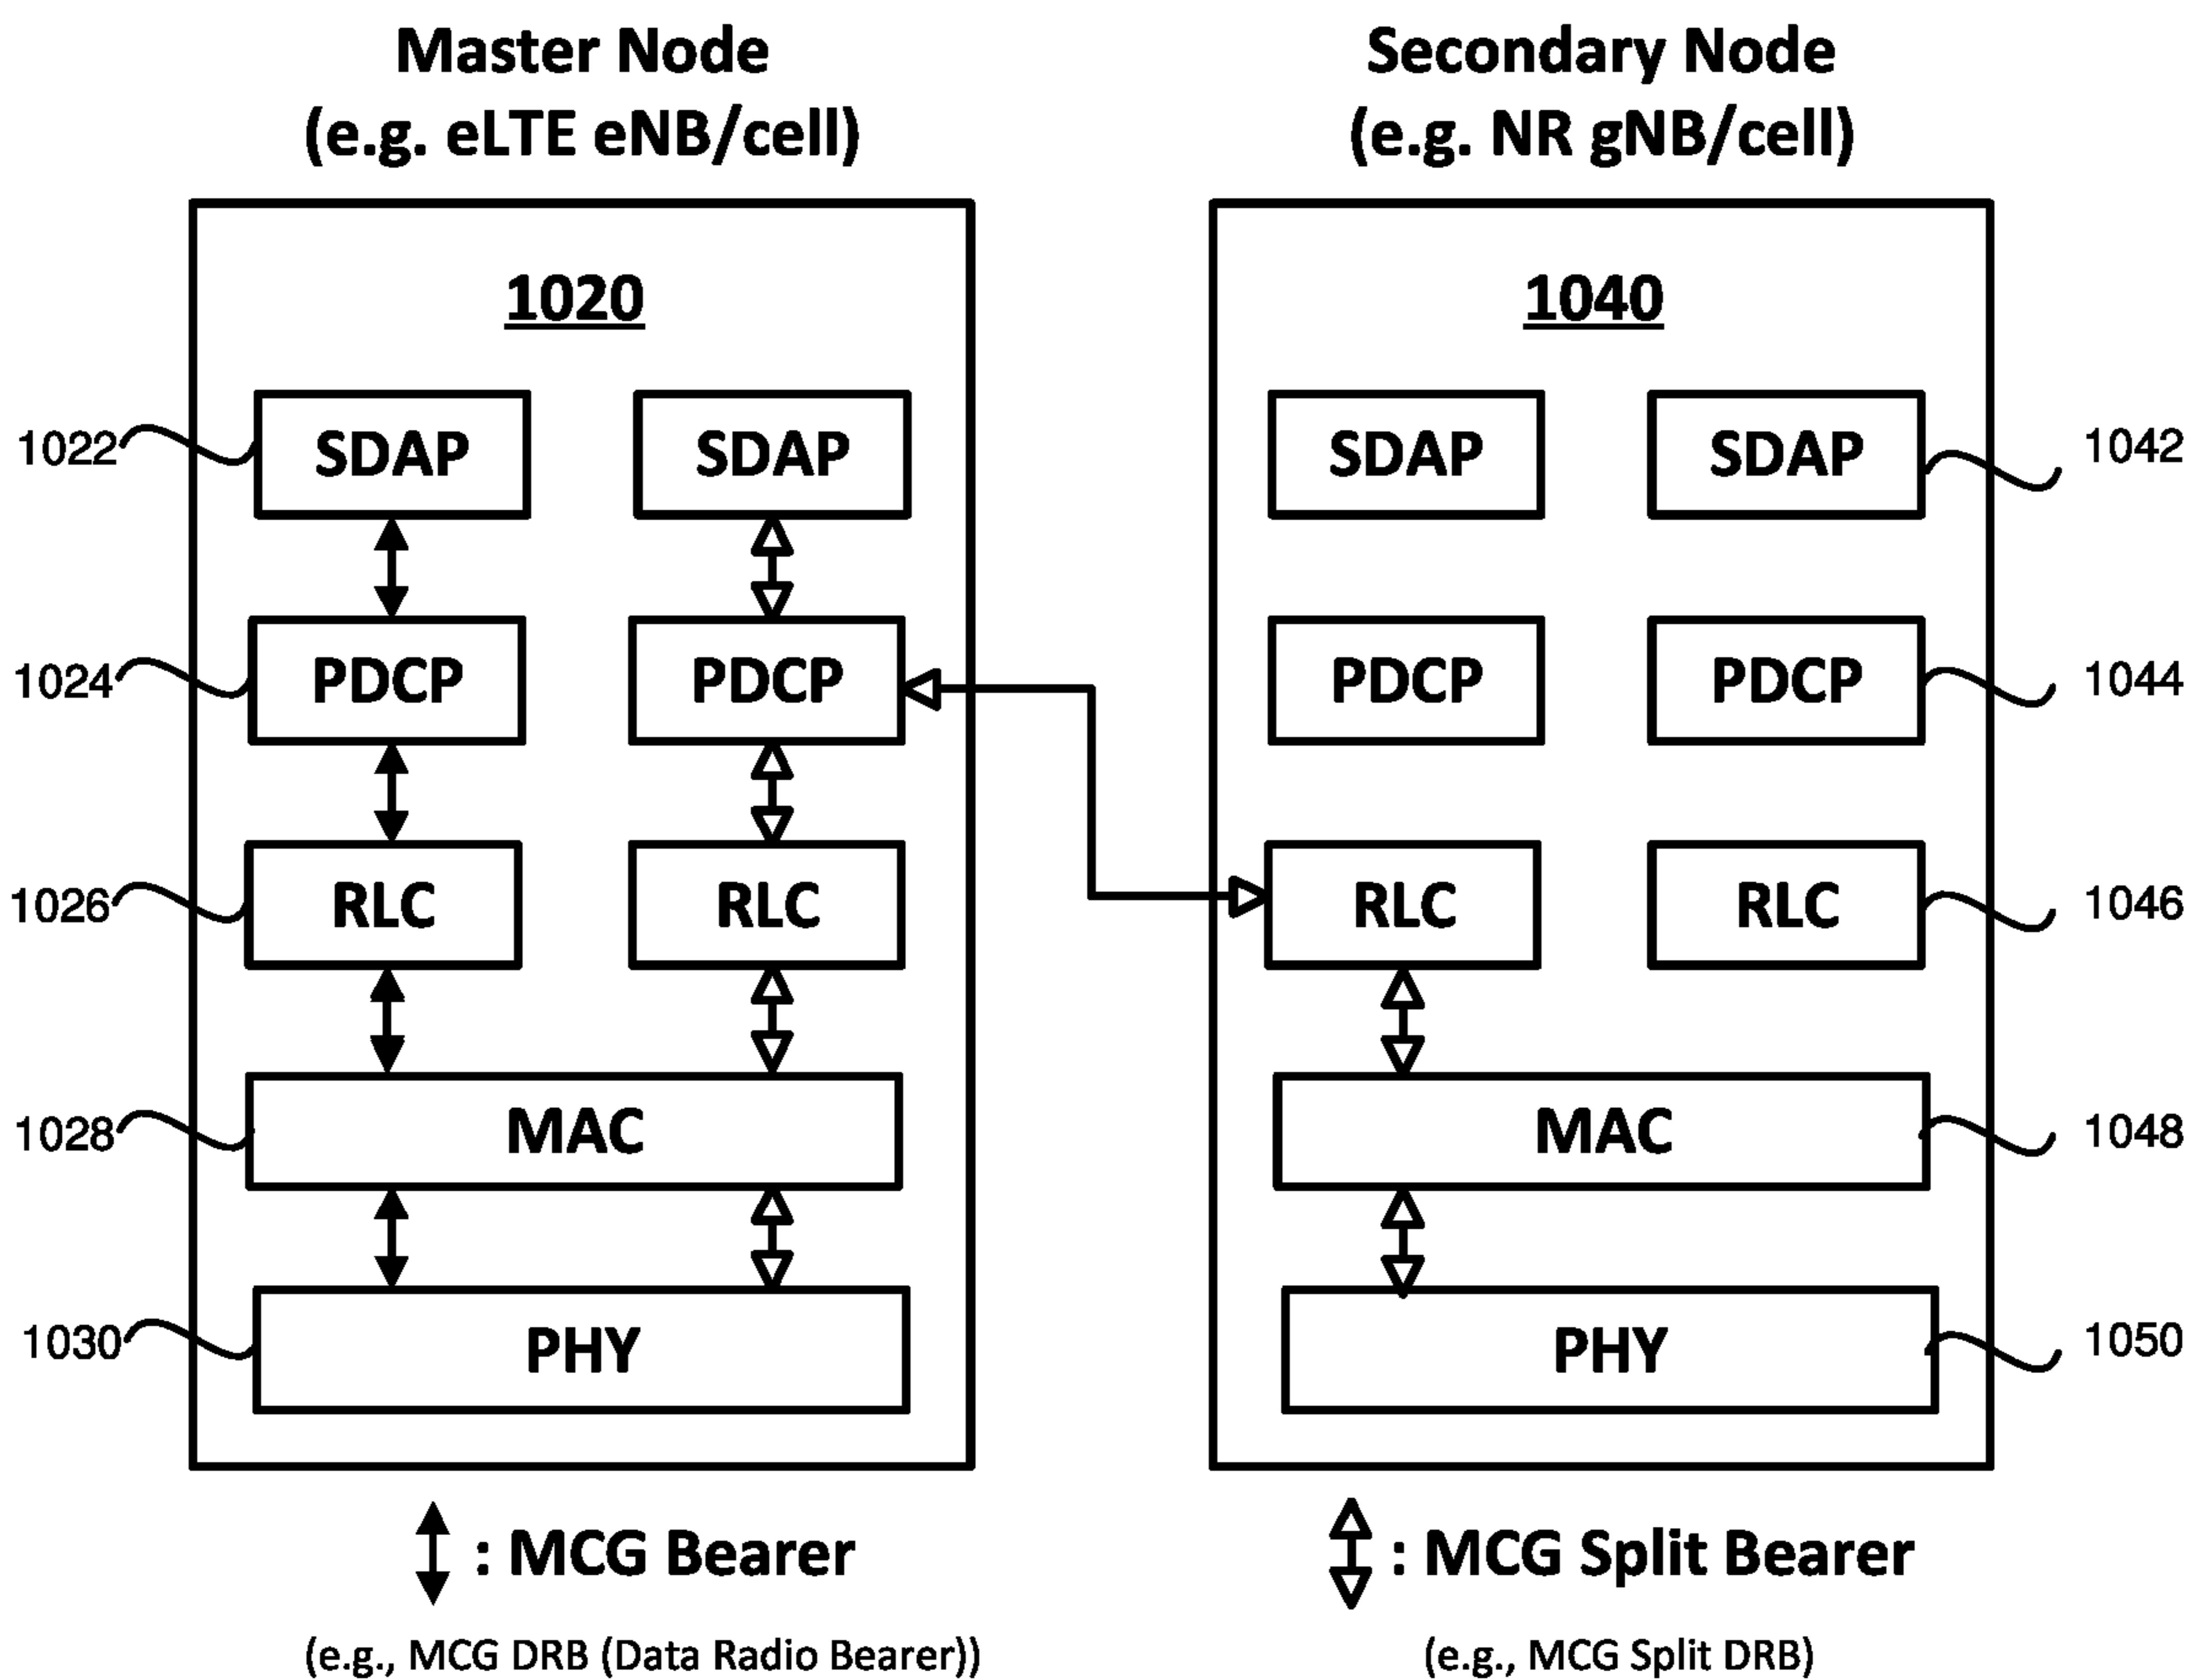 Master Node
(e.g. eLTE eNB/cell)
Secondary Node
(e.g. NR gNB/cell)
1020
1040
1022 SDAP SDAP SDAP SDAP 1042
1024 PDCP PDCP PDCP PDCP 1044
1026 RLC RLC RLC RLC 1046
1028 MAC MAC 1048
1030 PHY PHY 1050
: MCG Bearer
(e.g., MCG DRB (Data Radio Bearer))
: MCG Split Bearer
(e.g., MCG Split DRB)